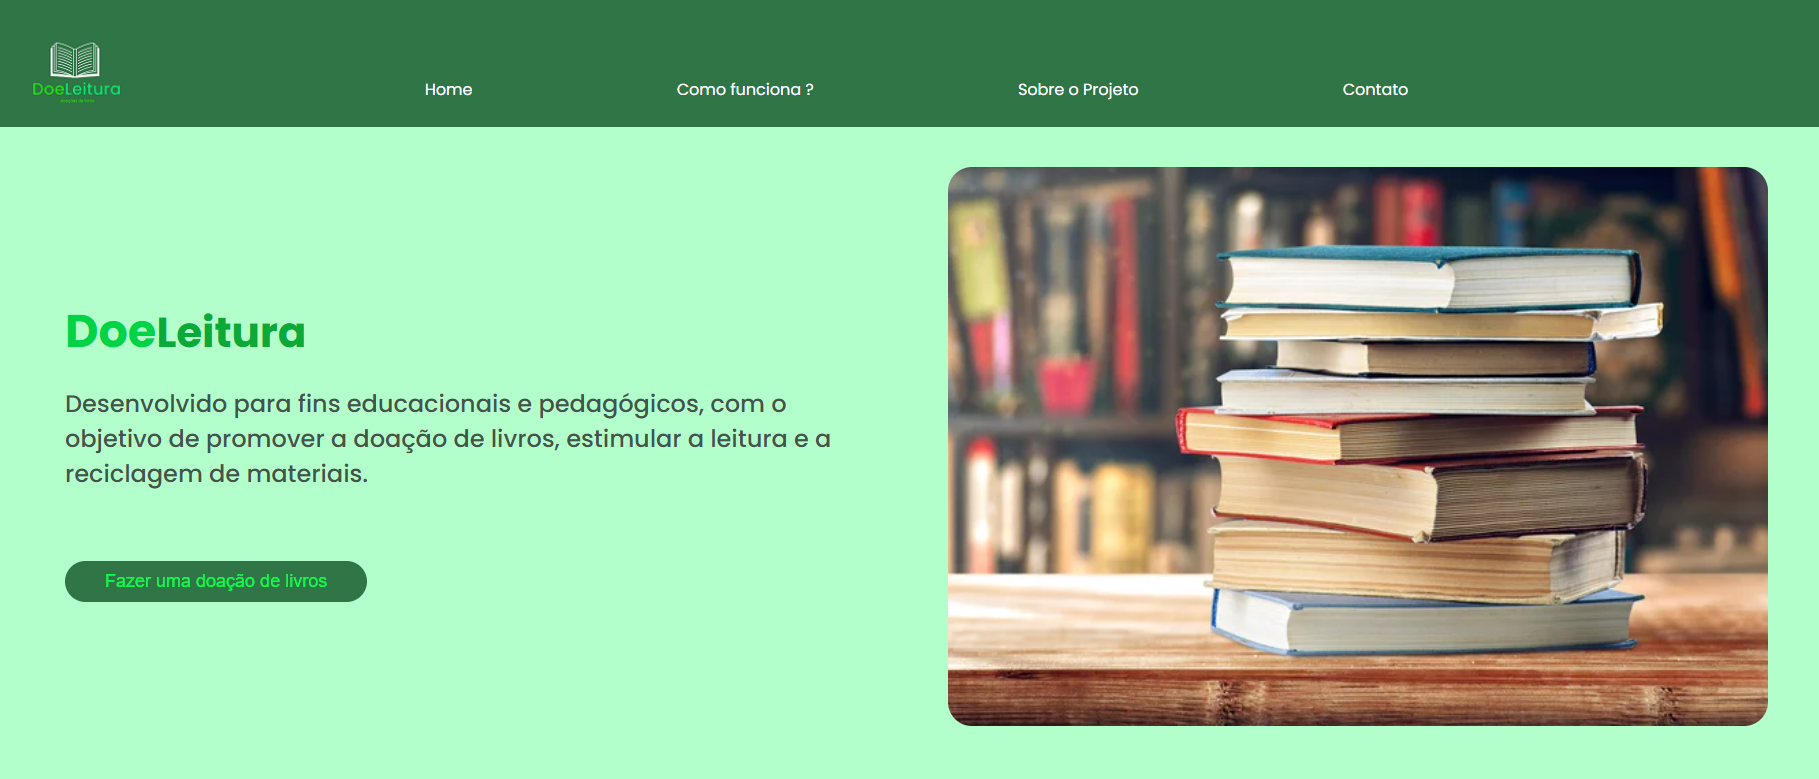 DoeLeitura
Home
Como funciona ?
Sobre o Projeto
Contato
DoeLeitura
Desenvolvido para fins educacionais e pedagógicos, com o
objetivo de promover a doação de livros, estimular a leitura e a
reciclagem de materiais.
Fazer uma doação de livros